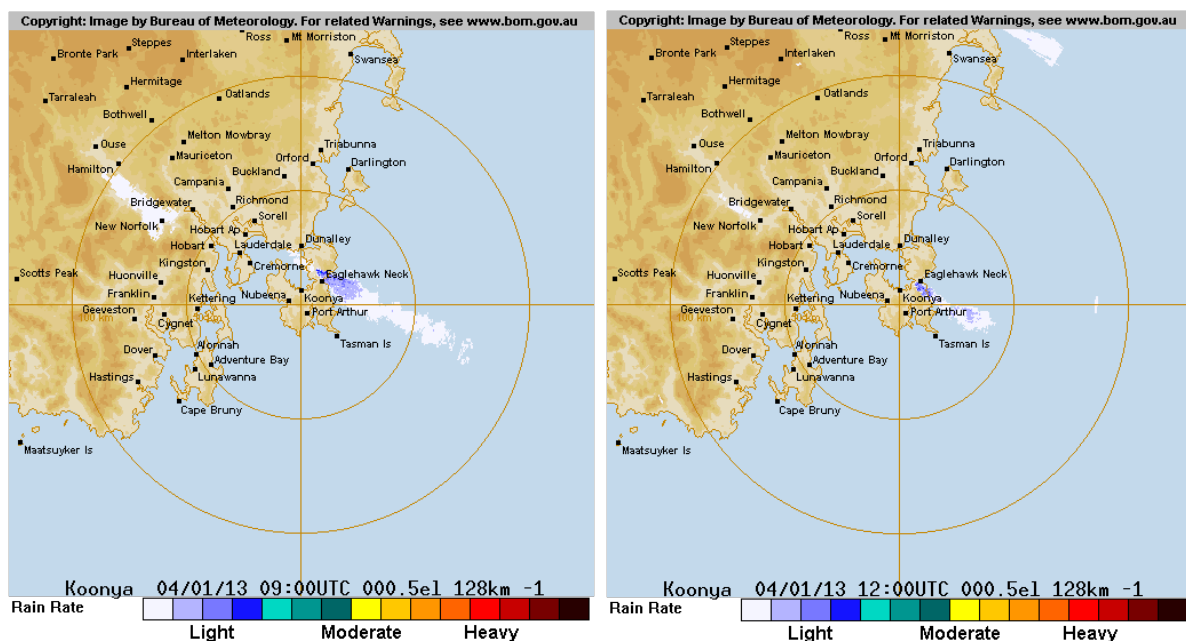 Copyright: Image by Bureau of Meteorology. For related Warnings, see www.bom.gov.au
Ross
Mt Morriston
Steppes
Bronte Park
Interlaken
Swansea
Hermitage
Tarraleah
Oatlands
Bothwell
Ouse
Melton Mowbray
Triabunna
Mauriceton
Hamilton
Orford
Darlington
Buckland
Campania
Bridgewater
Richmond
New Norfolk
Sorell
Hobart Ap
Hobart
Lauderdale
Dunalley
Kingston
Cremorne
Scotts Peak
Huonville
Eaglehawk Neck
Franklin
Kettering
Nubeena
Koonya
Geeveston
100 km
Cygnet
Port Arthur
Dover
Alonnah
Tasman Is
Adventure Bay
Hastings
Lunawanna
Cape Bruny
Maatsuyker Is
Koonya 04/01/13 09:00UTC 000.5el 128km -1
Rain Rate
Light Moderate Heavy
Copyright: Image by Bureau of Meteorology. For related Warnings, see www.bom.gov.au
Ross
Mt Morriston
Steppes
Bronte Park
Interlaken
Swansea
Hermitage
Tarraleah
Oatlands
Bothwell
Ouse
Melton Mowbray
Triabunna
Mauriceton
Hamilton
Orford
Darlington
Buckland
Campania
Bridgewater
Richmond
New Norfolk
Sorell
Hobart Ap
Hobart
Lauderdale
Dunalley
Kingston
Cremorne
Scotts Peak
Huonville
Eaglehawk Neck
Franklin
Kettering
Nubeena
Koonya
Geeveston
100 km
Cygnet
Port Arthur
Dover
Alonnah
Tasman Is
Adventure Bay
Hastings
Lunawanna
Cape Bruny
Maatsuyker Is
Koonya 04/01/13 12:00UTC 000.5el 128km -1
Rain Rate
Light Moderate Heavy